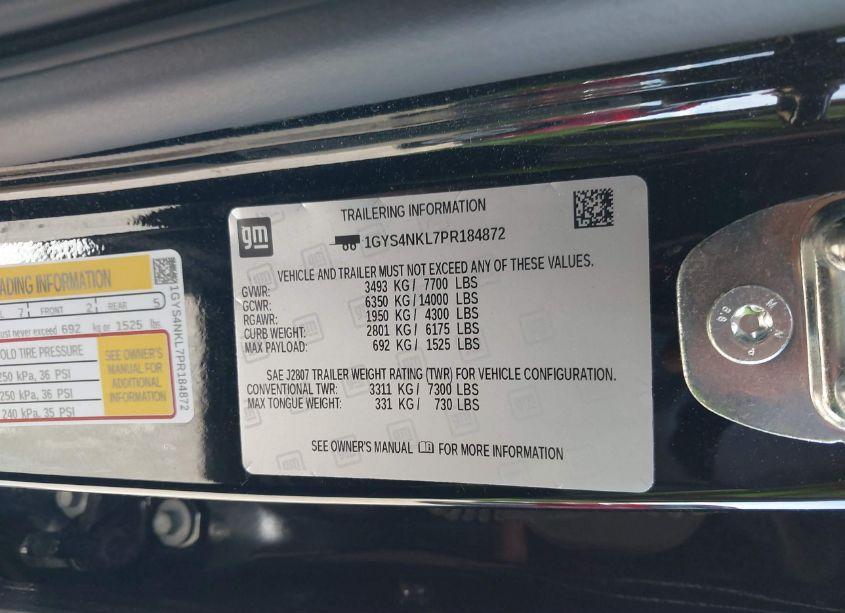 ADING INFORMATION
L 7 FRONT 2 REAR 5
ust never exceed 692 kg or 1525 lbs
OLD TIRE PRESSURE
250 kPa, 36 PSI
250 kPa, 36 PSI
240 kPa, 35 PSI
SEE OWNER'S
MANUAL FOR
ADDITIONAL
INFORMATION
1GYS4NKL7PR184872
gm
TRAILERING INFORMATION
1GYS4NKL7PR184872
VEHICLE AND TRAILER MUST NOT EXCEED ANY OF THESE VALUES.
GVWR: 3493 KG / 7700 LBS
GCWR: 6350 KG / 14000 LBS
RGAWR: 1950 KG / 4300 LBS
CURB WEIGHT: 2801 KG / 6175 LBS
MAX PAYLOAD: 692 KG / 1525 LBS
SAE J2807 TRAILER WEIGHT RATING (TWR) FOR VEHICLE CONFIGURATION.
CONVENTIONAL TWR: 3311 KG / 7300 LBS
MAX TONGUE WEIGHT: 331 KG / 730 LBS
SEE OWNER'S MANUAL FOR MORE INFORMATION